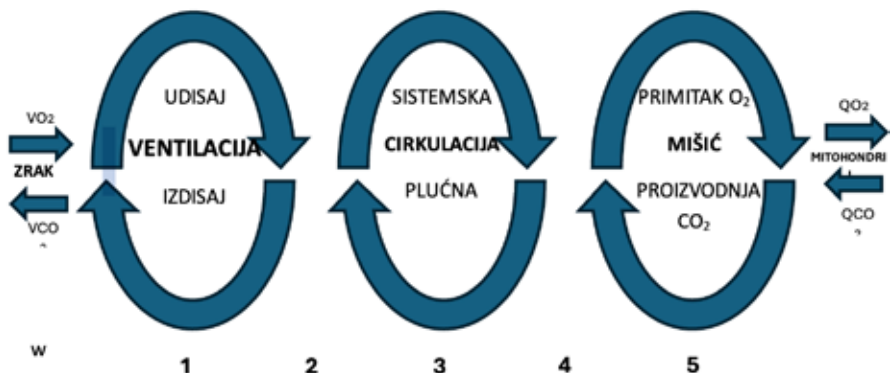 VO₂
ZRAK
VCO
UDISAJ
VENTILACIJA
IZDISAJ
SISTEMSKA
CIRKULACIJA
PLUĆNA
PRIMITAK O₂
MIŠIĆ
PROIZVODNJA
CO₂
QO₂
MITOHONDRI
QCO
w
1 2 3 4 5